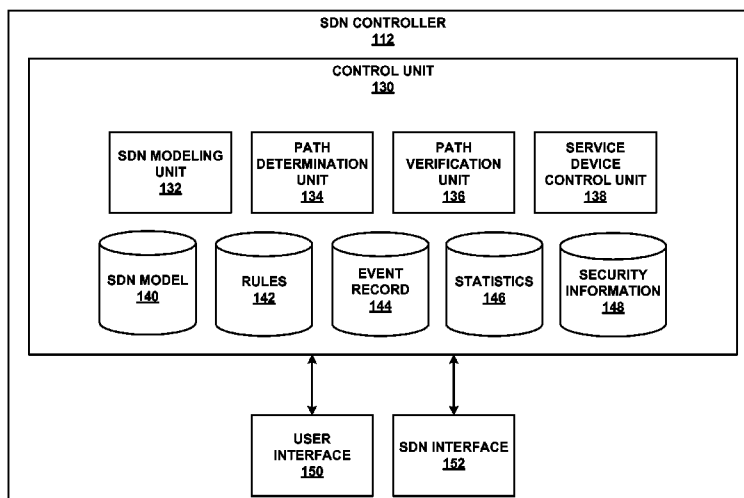 SDN CONTROLLER
112
CONTROL UNIT
130
SDN MODELING
UNIT
132
PATH
DETERMINATION
UNIT
134
PATH
VERIFICATION
UNIT
136
SERVICE
DEVICE
CONTROL UNIT
138
SDN MODEL
140
RULES
142
EVENT
RECORD
144
STATISTICS
146
SECURITY
INFORMATION
148
USER
INTERFACE
150
SDN INTERFACE
152